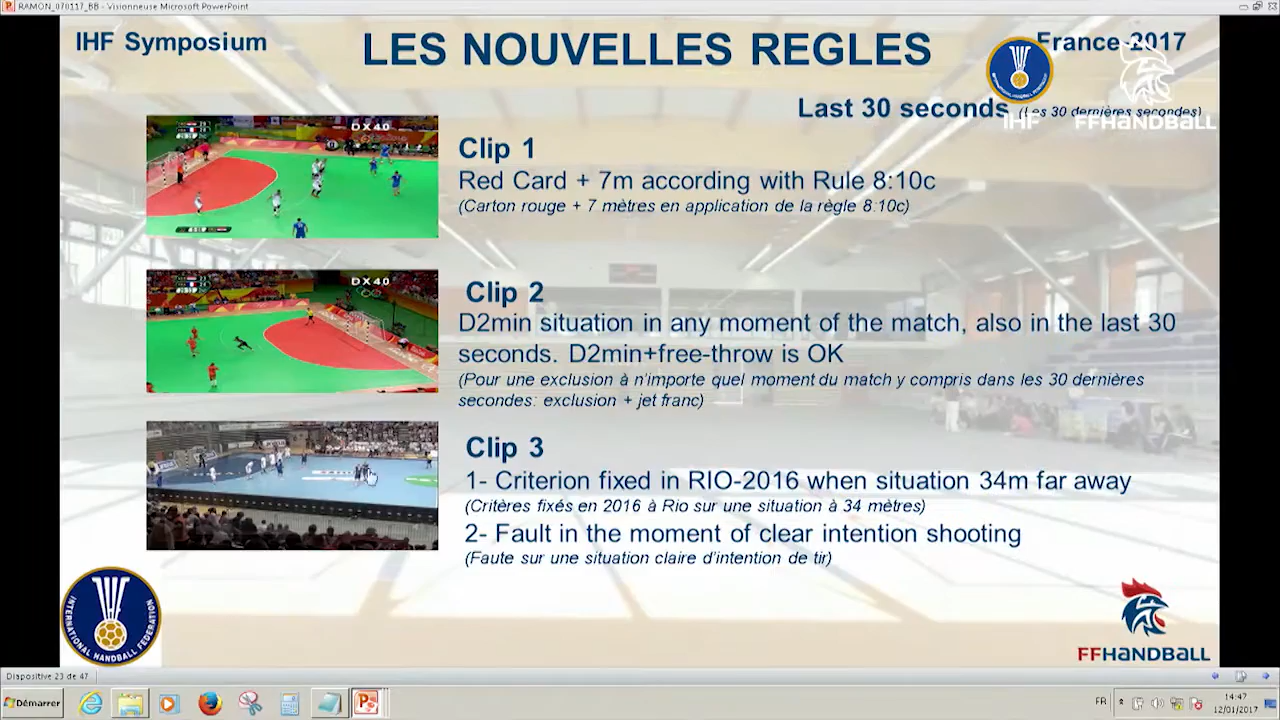 RAMON_070117_BB - Visionneuse Microsoft PowerPoint
IHF Symposium
LES NOUVELLES REGLES
France 2017
Last 30 seconds (Les 30 dernières secondes)
IHF FFHANDBALL
DX40
Clip 1
Red Card + 7m according with Rule 8:10c
(Carton rouge + 7 mètres en application de la règle 8:10c)
DX40
Clip 2
D2min situation in any moment of the match, also in the last 30
seconds. D2min+free-throw is OK
(Pour une exclusion à n'importe quel moment du match y compris dans les 30 dernières
secondes: exclusion + jet franc)
Clip 3
1- Criterion fixed in RIO-2016 when situation 34m far away
(Critères fixés en 2016 à Rio sur une situation à 34 mètres)
2- Fault in the moment of clear intention shooting
(Faute sur une situation claire d'intention de tir)
INTERNATIONAL HANDBALL FEDERATION
FFHANDBALL
Diapositive 23 de 47
Démarrer
FR
14:47
12/01/2017